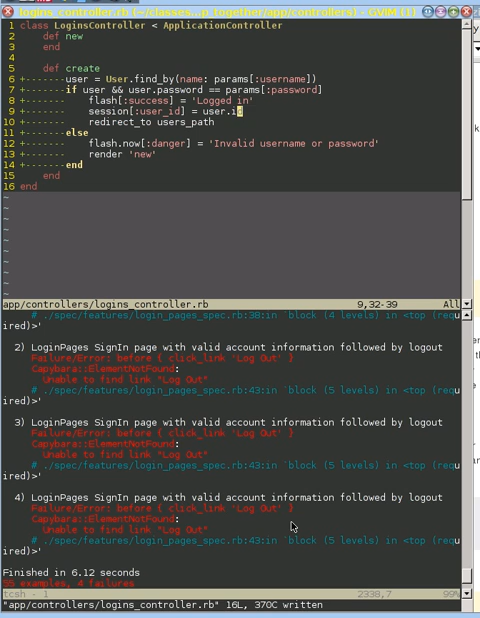 logins_controller.rb (~/classes...p_together/app/controllers) - GVIM (1)
1 class LoginsController < ApplicationController
2     def new
3     end
4
5     def create
6 +-------user = User.find_by(name: params[:username])
7 +-------if user && user.password == params[:password]
8 +-------    flash[:success] = 'Logged in'
9 +-------    session[:user_id] = user.id
10 +-------    redirect_to users_path
11 +-------else
12 +-------    flash.now[:danger] = 'Invalid username or password'
13 +-------    render 'new'
14 +-------end
15     end
16 end
~
~
~
~
~
~
~
~
~
~
app/controllers/logins_controller.rb 9,32-39 All
# ./spec/features/login_pages_spec.rb:38:in `block (4 levels) in <top (requ
ired)>'
2) LoginPages SignIn page with valid account information followed by logout
Failure/Error: before { click_link 'Log Out' }
Capybara::ElementNotFound:
Unable to find link "Log Out"
# ./spec/features/login_pages_spec.rb:43:in `block (5 levels) in <top (requ
ired)>'
3) LoginPages SignIn page with valid account information followed by logout
Failure/Error: before { click_link 'Log Out' }
Capybara::ElementNotFound:
Unable to find link "Log Out"
# ./spec/features/login_pages_spec.rb:43:in `block (5 levels) in <top (requ
ired)>'
4) LoginPages SignIn page with valid account information followed by logout
Failure/Error: before { click_link 'Log Out' }
Capybara::ElementNotFound:
Unable to find link "Log Out"
# ./spec/features/login_pages_spec.rb:43:in `block (5 levels) in <top (requ
ired)>'
Finished in 6.12 seconds
55 examples, 4 failures
tcsh - 1 2338,7 99%
"app/controllers/logins_controller.rb" 16L, 370C written